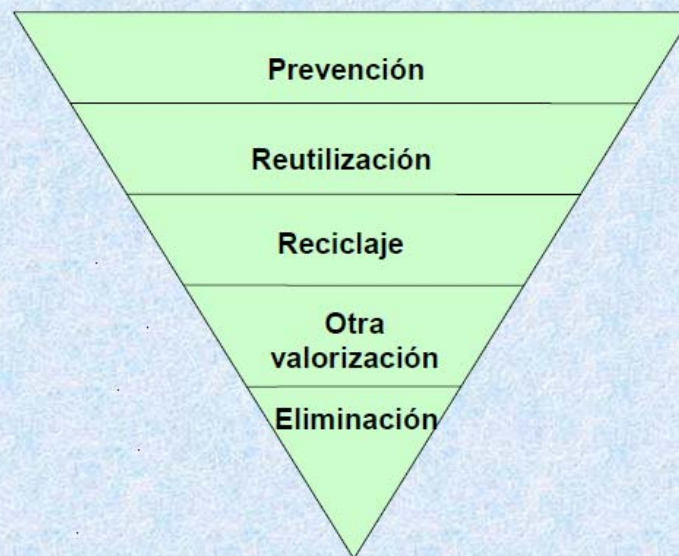 Prevención
Reutilización
Reciclaje
Otra
valorización
Eliminación